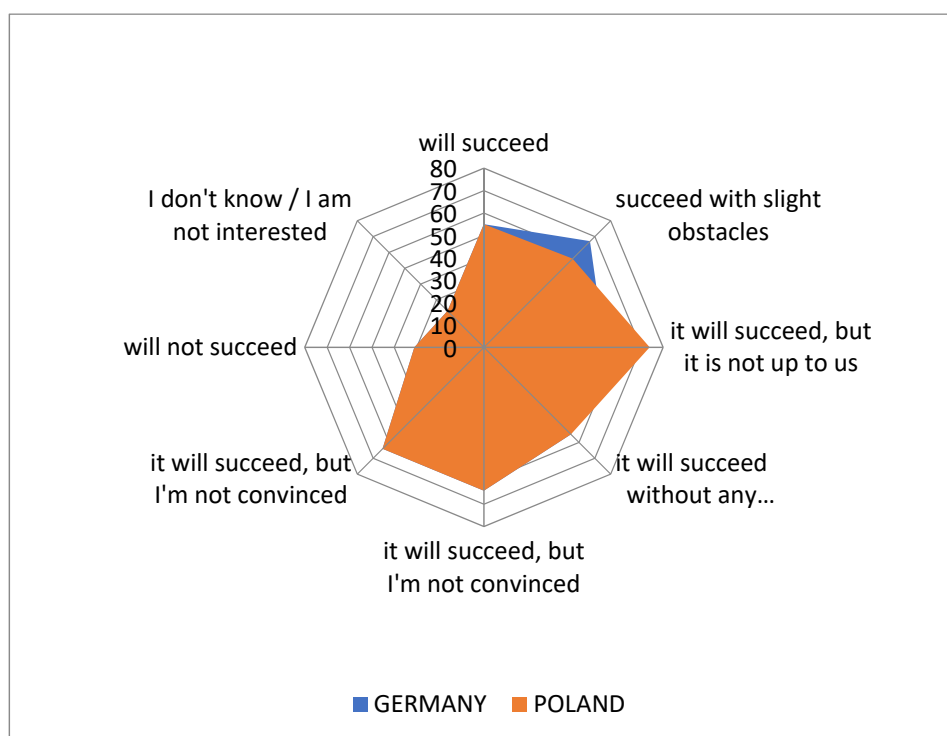 will succeed
80
70
60
50
40
30
20
10
0
succeed with slight
obstacles
it will succeed, but
it is not up to us
it will succeed
without any…
it will succeed, but
I'm not convinced
it will succeed, but
I'm not convinced
will not succeed
I don't know / I am
not interested
GERMANY
POLAND